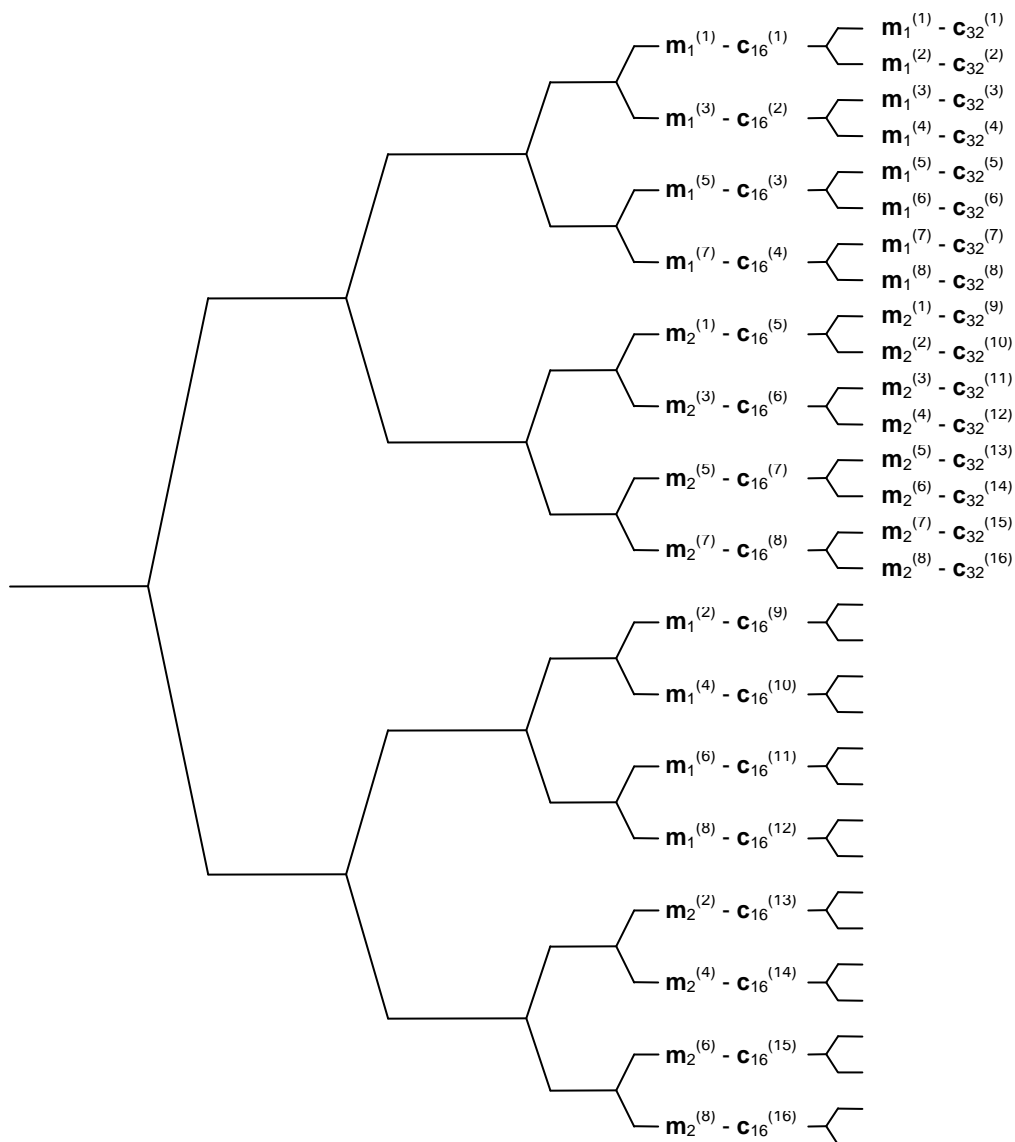 m₁⁽¹⁾ - c₁₆⁽¹⁾
m₁⁽¹⁾ - c₃₂⁽¹⁾
m₁⁽²⁾ - c₃₂⁽²⁾
m₁⁽³⁾ - c₁₆⁽²⁾
m₁⁽³⁾ - c₃₂⁽³⁾
m₁⁽⁴⁾ - c₃₂⁽⁴⁾
m₁⁽⁵⁾ - c₁₆⁽³⁾
m₁⁽⁵⁾ - c₃₂⁽⁵⁾
m₁⁽⁶⁾ - c₃₂⁽⁶⁾
m₁⁽⁷⁾ - c₁₆⁽⁴⁾
m₁⁽⁷⁾ - c₃₂⁽⁷⁾
m₁⁽⁸⁾ - c₃₂⁽⁸⁾
m₂⁽¹⁾ - c₁₆⁽⁵⁾
m₂⁽¹⁾ - c₃₂⁽⁹⁾
m₂⁽²⁾ - c₃₂⁽¹⁰⁾
m₂⁽³⁾ - c₁₆⁽⁶⁾
m₂⁽³⁾ - c₃₂⁽¹¹⁾
m₂⁽⁴⁾ - c₃₂⁽¹²⁾
m₂⁽⁵⁾ - c₁₆⁽⁷⁾
m₂⁽⁵⁾ - c₃₂⁽¹³⁾
m₂⁽⁶⁾ - c₃₂⁽¹⁴⁾
m₂⁽⁷⁾ - c₁₆⁽⁸⁾
m₂⁽⁷⁾ - c₃₂⁽¹⁵⁾
m₂⁽⁸⁾ - c₃₂⁽¹⁶⁾
m₁⁽²⁾ - c₁₆⁽⁹⁾
m₁⁽⁴⁾ - c₁₆⁽¹⁰⁾
m₁⁽⁶⁾ - c₁₆⁽¹¹⁾
m₁⁽⁸⁾ - c₁₆⁽¹²⁾
m₂⁽²⁾ - c₁₆⁽¹³⁾
m₂⁽⁴⁾ - c₁₆⁽¹⁴⁾
m₂⁽⁶⁾ - c₁₆⁽¹⁵⁾
m₂⁽⁸⁾ - c₁₆⁽¹⁶⁾